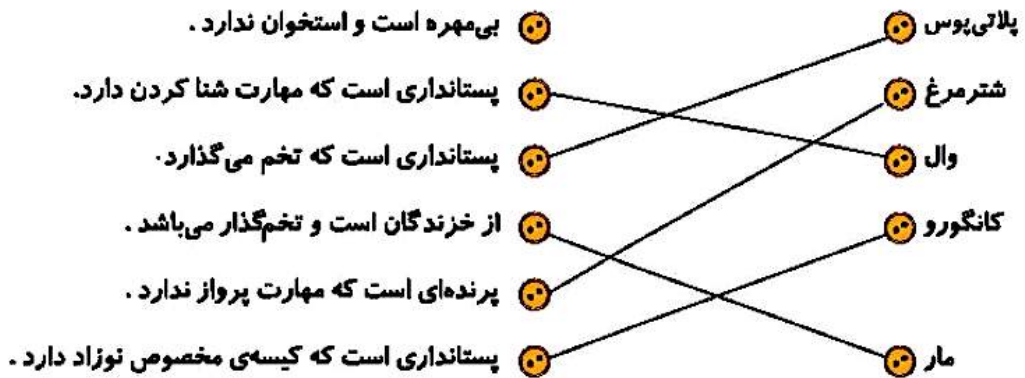 پلاتی‌پوس
بی‌مهره است و استخوان ندارد .
شترمرغ
پستانداری است که مهارت شنا کردن دارد.
وال
پستانداری است که تخم می‌گذارد.
کانگورو
از خزندگان است و تخم‌گذار می‌باشد .
پرنده‌ای است که مهارت پرواز ندارد .
مار
پستانداری است که کیسه‌ی مخصوص نوزاد دارد .